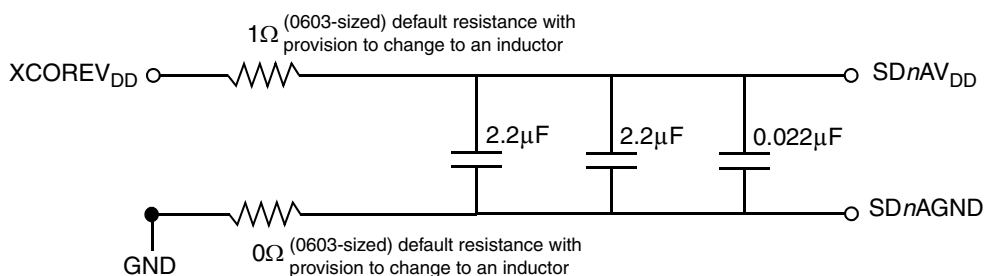 1Ω (0603-sized) default resistance with
provision to change to an inductor
XCOREVDD
SDnAVDD
2.2μF
2.2μF
0.022μF
SDnAGND
GND
0Ω (0603-sized) default resistance with
provision to change to an inductor